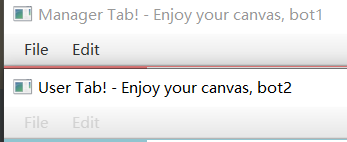 Manager Tab! - Enjoy your canvas, bot1
File Edit
User Tab! - Enjoy your canvas, bot2
File Edit